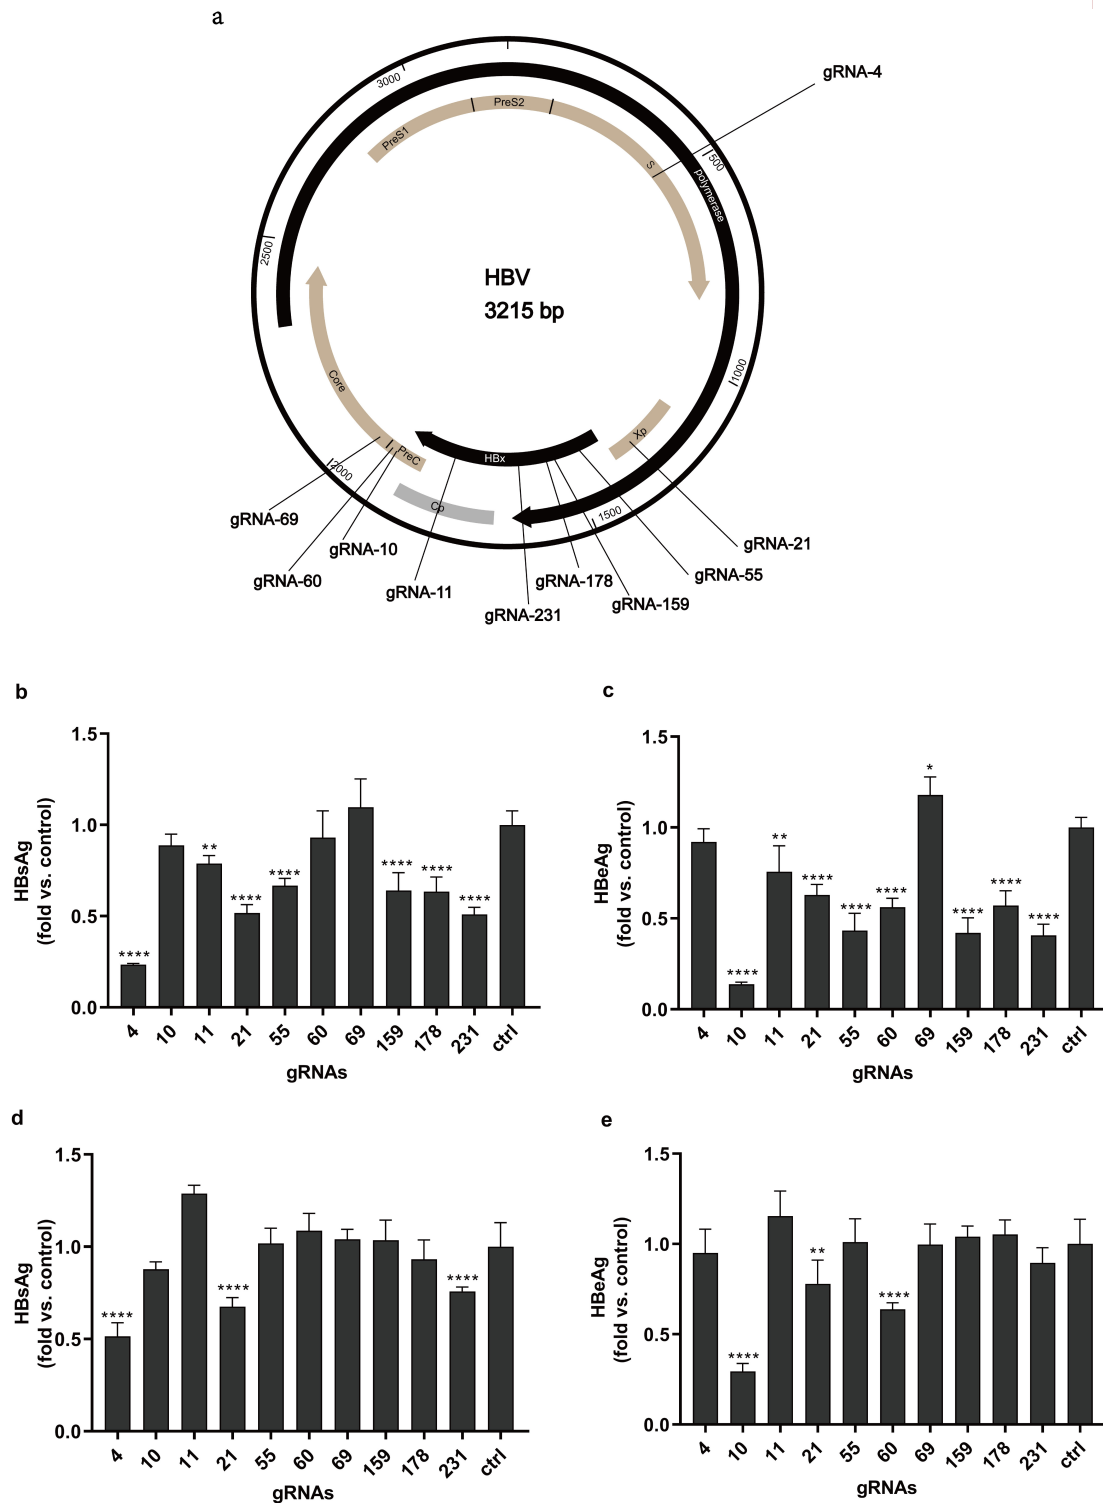 a
gRNA-4
3000
PreS2
PreS1
S
500
polymerase
2500
HBV
3215 bp
1000
Core
Xp
PreC
HBx
2000
Cp
1500
gRNA-69
gRNA-10
gRNA-21
gRNA-60
gRNA-11
gRNA-178
gRNA-55
gRNA-231
gRNA-159
b
HBsAg
(fold vs. control)
1.5
1.0
0.5
0.0
****
**
****
****
****
****
****
4 10 11 21 55 60 69 159 178 231 ctrl
gRNAs
c
HBeAg
(fold vs. control)
1.5
1.0
0.5
0.0
****
**
****
****
****
*
****
****
****
4 10 11 21 55 60 69 159 178 231 ctrl
gRNAs
d
HBsAg
(fold vs. control)
1.5
1.0
0.5
0.0
****
****
****
4 10 11 21 55 60 69 159 178 231 ctrl
gRNAs
e
HBeAg
(fold vs. control)
1.5
1.0
0.5
0.0
****
**
****
4 10 11 21 55 60 69 159 178 231 ctrl
gRNAs